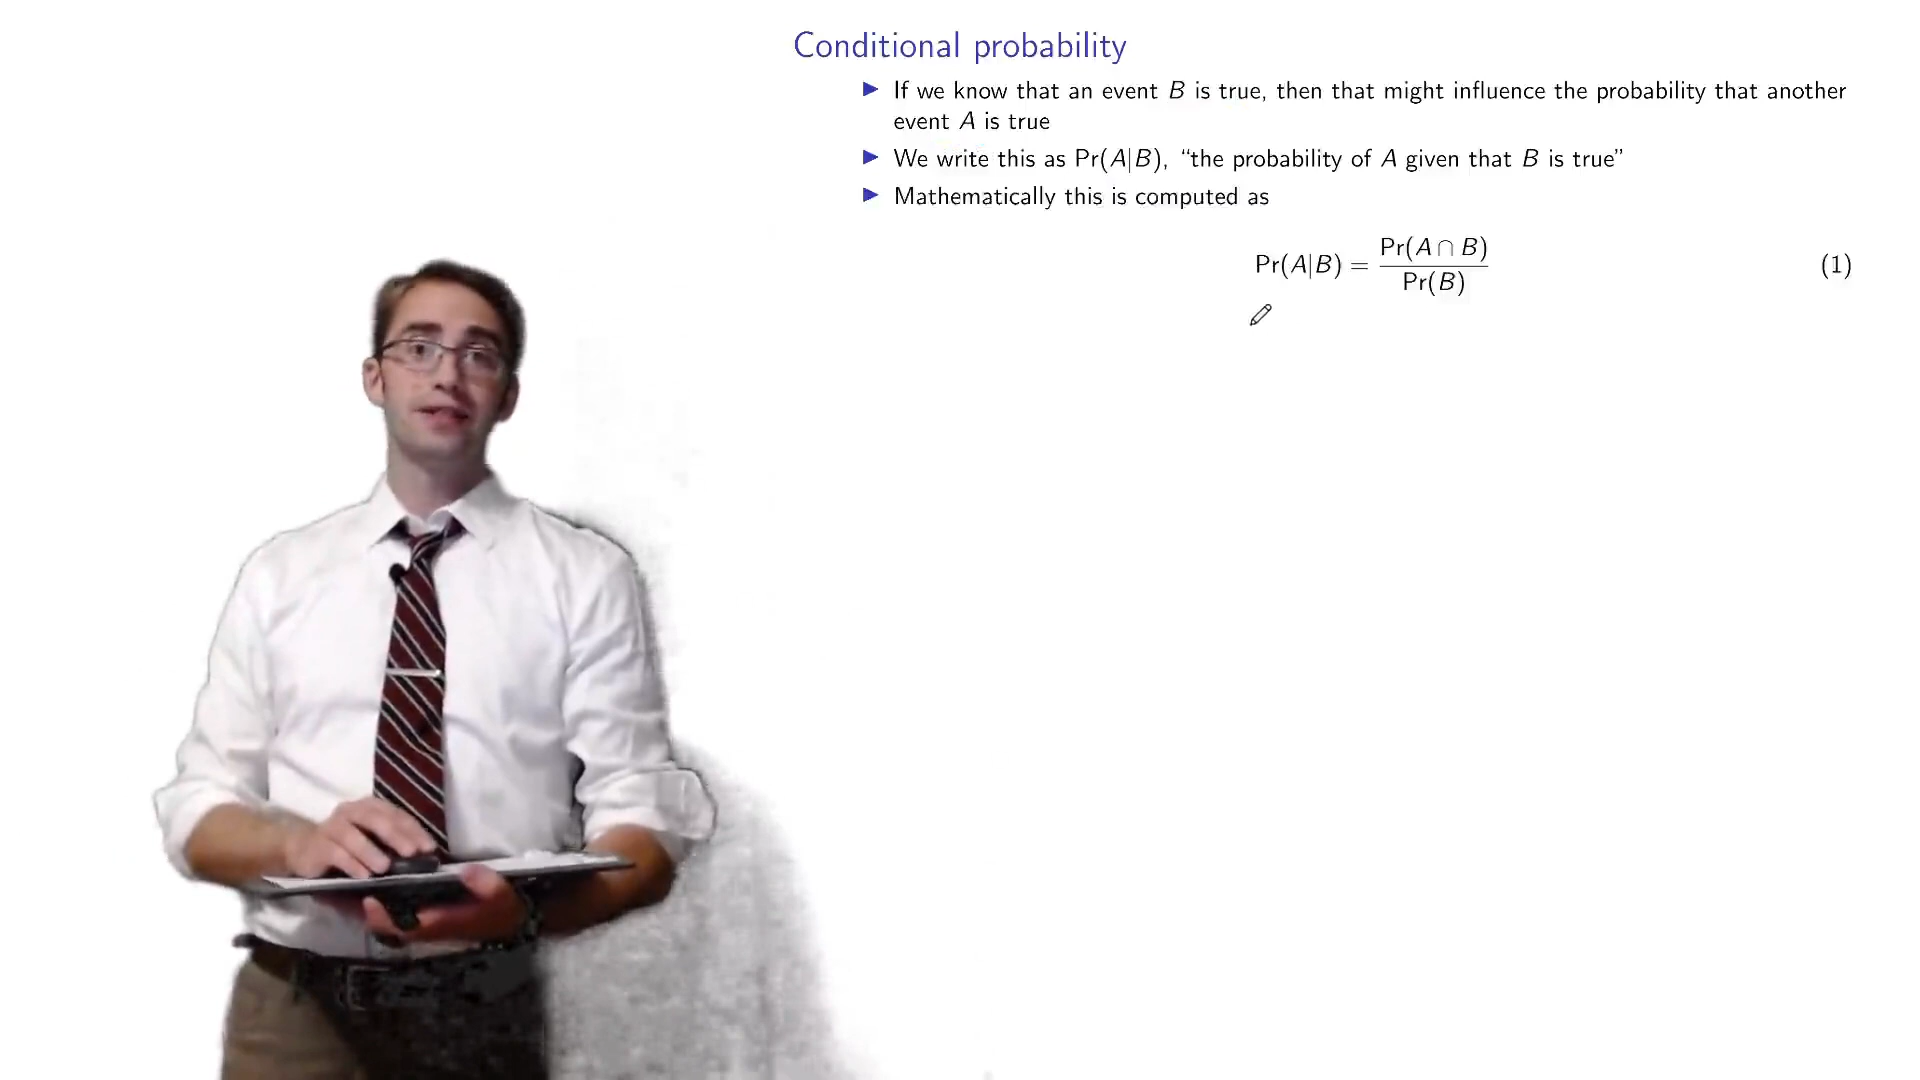 Conditional probability
▶ If we know that an event B is true, then that might influence the probability that another
event A is true
▶ We write this as Pr(A|B), “the probability of A given that B is true”
▶ Mathematically this is computed as
Pr(A|B) = Pr(A ∩ B) / Pr(B) (1)